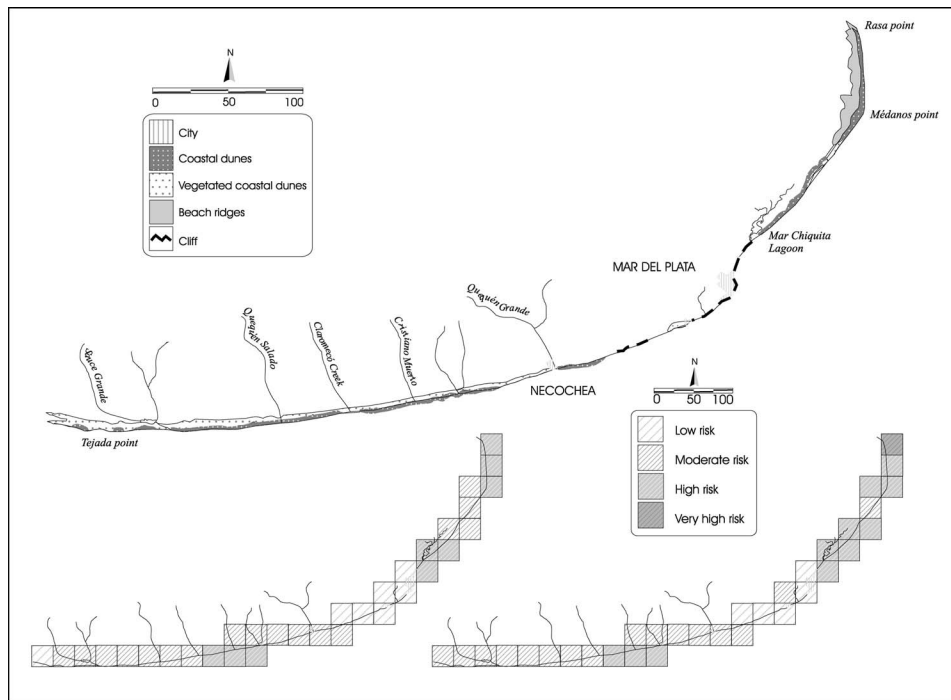 Rasa point
N
0 50 100
City
Coastal dunes
Vegetated coastal dunes
Beach ridges
Cliff
Médanos point
Mar Chiquita
Lagoon
MAR DEL PLATA
Quequén Grande
Quequén Salado
Claromecó Creek
Cristiano Muerto
Sauce Grande
NECOCHEA
Tejada point
N
0 50 100
Low risk
Moderate risk
High risk
Very high risk